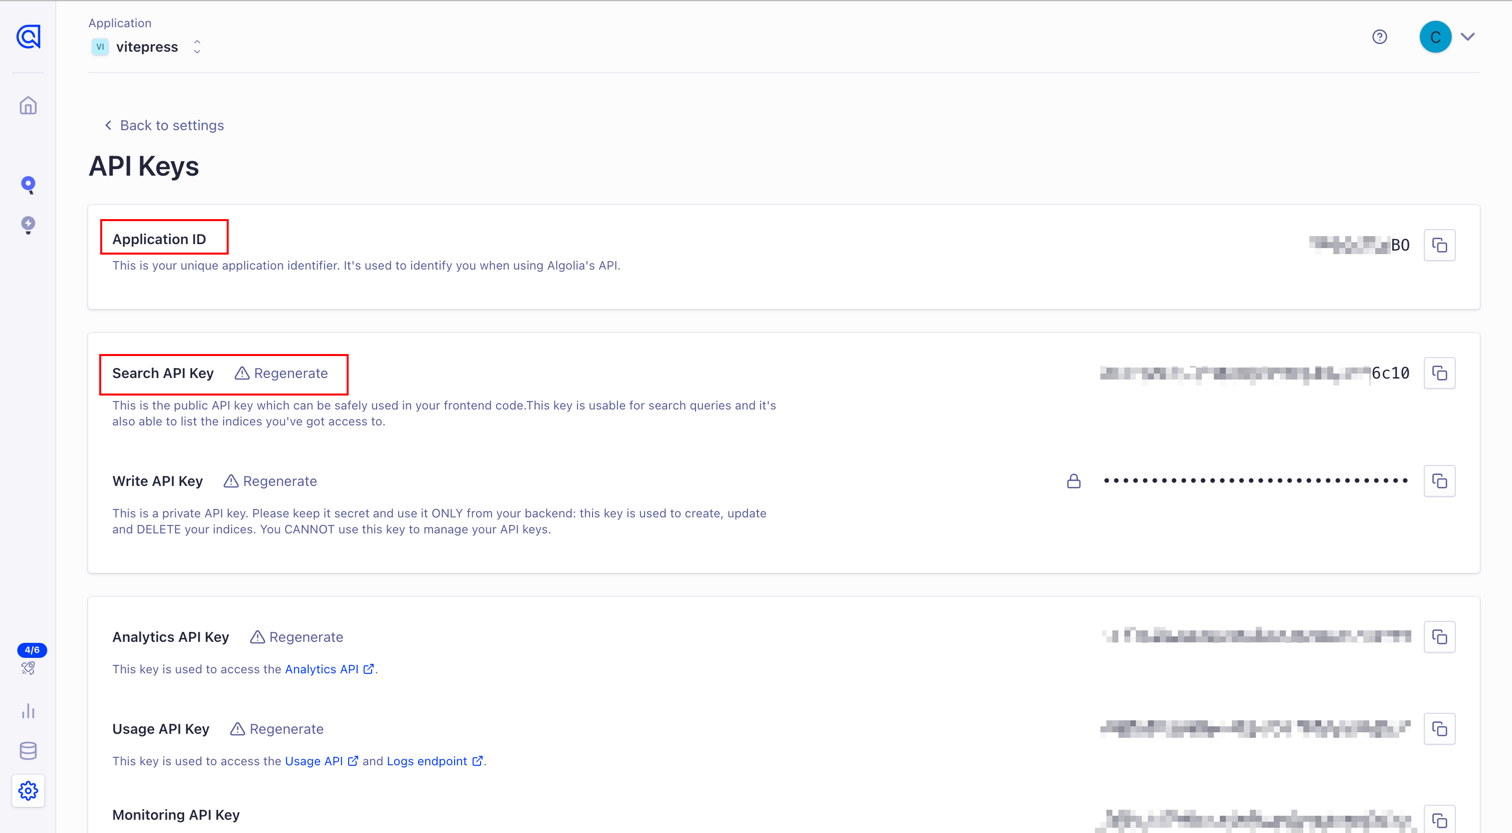 Application
VI vitepress
C
Back to settings
API Keys
Application ID
BO
This is your unique application identifier. It's used to identify you when using Algolia's API.
Search API Key Regenerate
6c10
This is the public API key which can be safely used in your frontend code.This key is usable for search queries and it's
also able to list the indices you've got access to.
Write API Key Regenerate
This is a private API key. Please keep it secret and use it ONLY from your backend: this key is used to create, update
and DELETE your indices. You CANNOT use this key to manage your API keys.
Analytics API Key Regenerate
This key is used to access the Analytics API.
4/6
Usage API Key Regenerate
This key is used to access the Usage API and Logs endpoint.
Monitoring API Key